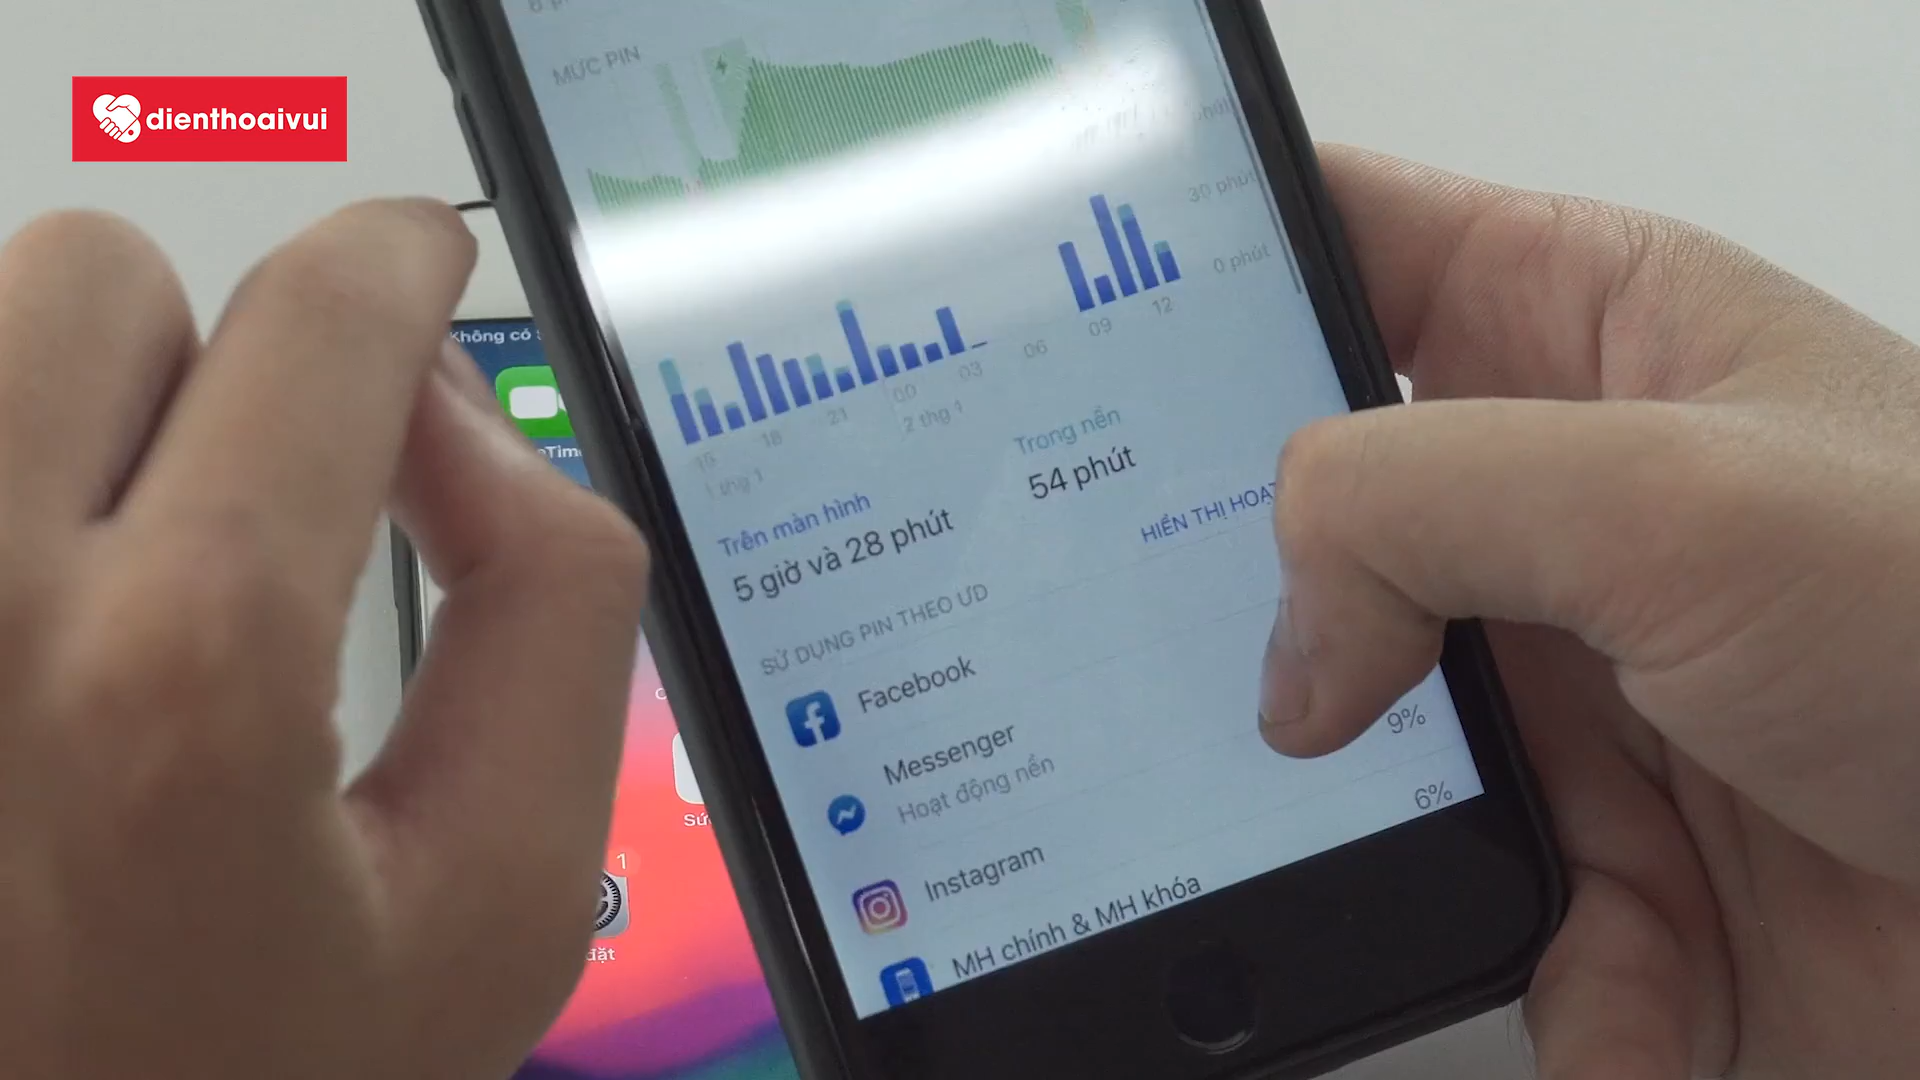 dienthoaivui
MỨC PIN
30 phút
0 phút
09
12
06
03
00
21
18
15
2 thg 1
1 thg 1
Không có
Trong nền
54 phút
Trên màn hình
5 giờ và 28 phút
HIỂN THỊ HOẠT
SỬ DỤNG PIN THEO ƯD
Facebook
Messenger
Hoạt động nền
9%
Instagram
6%
MH chính & MH khóa
1
đặt